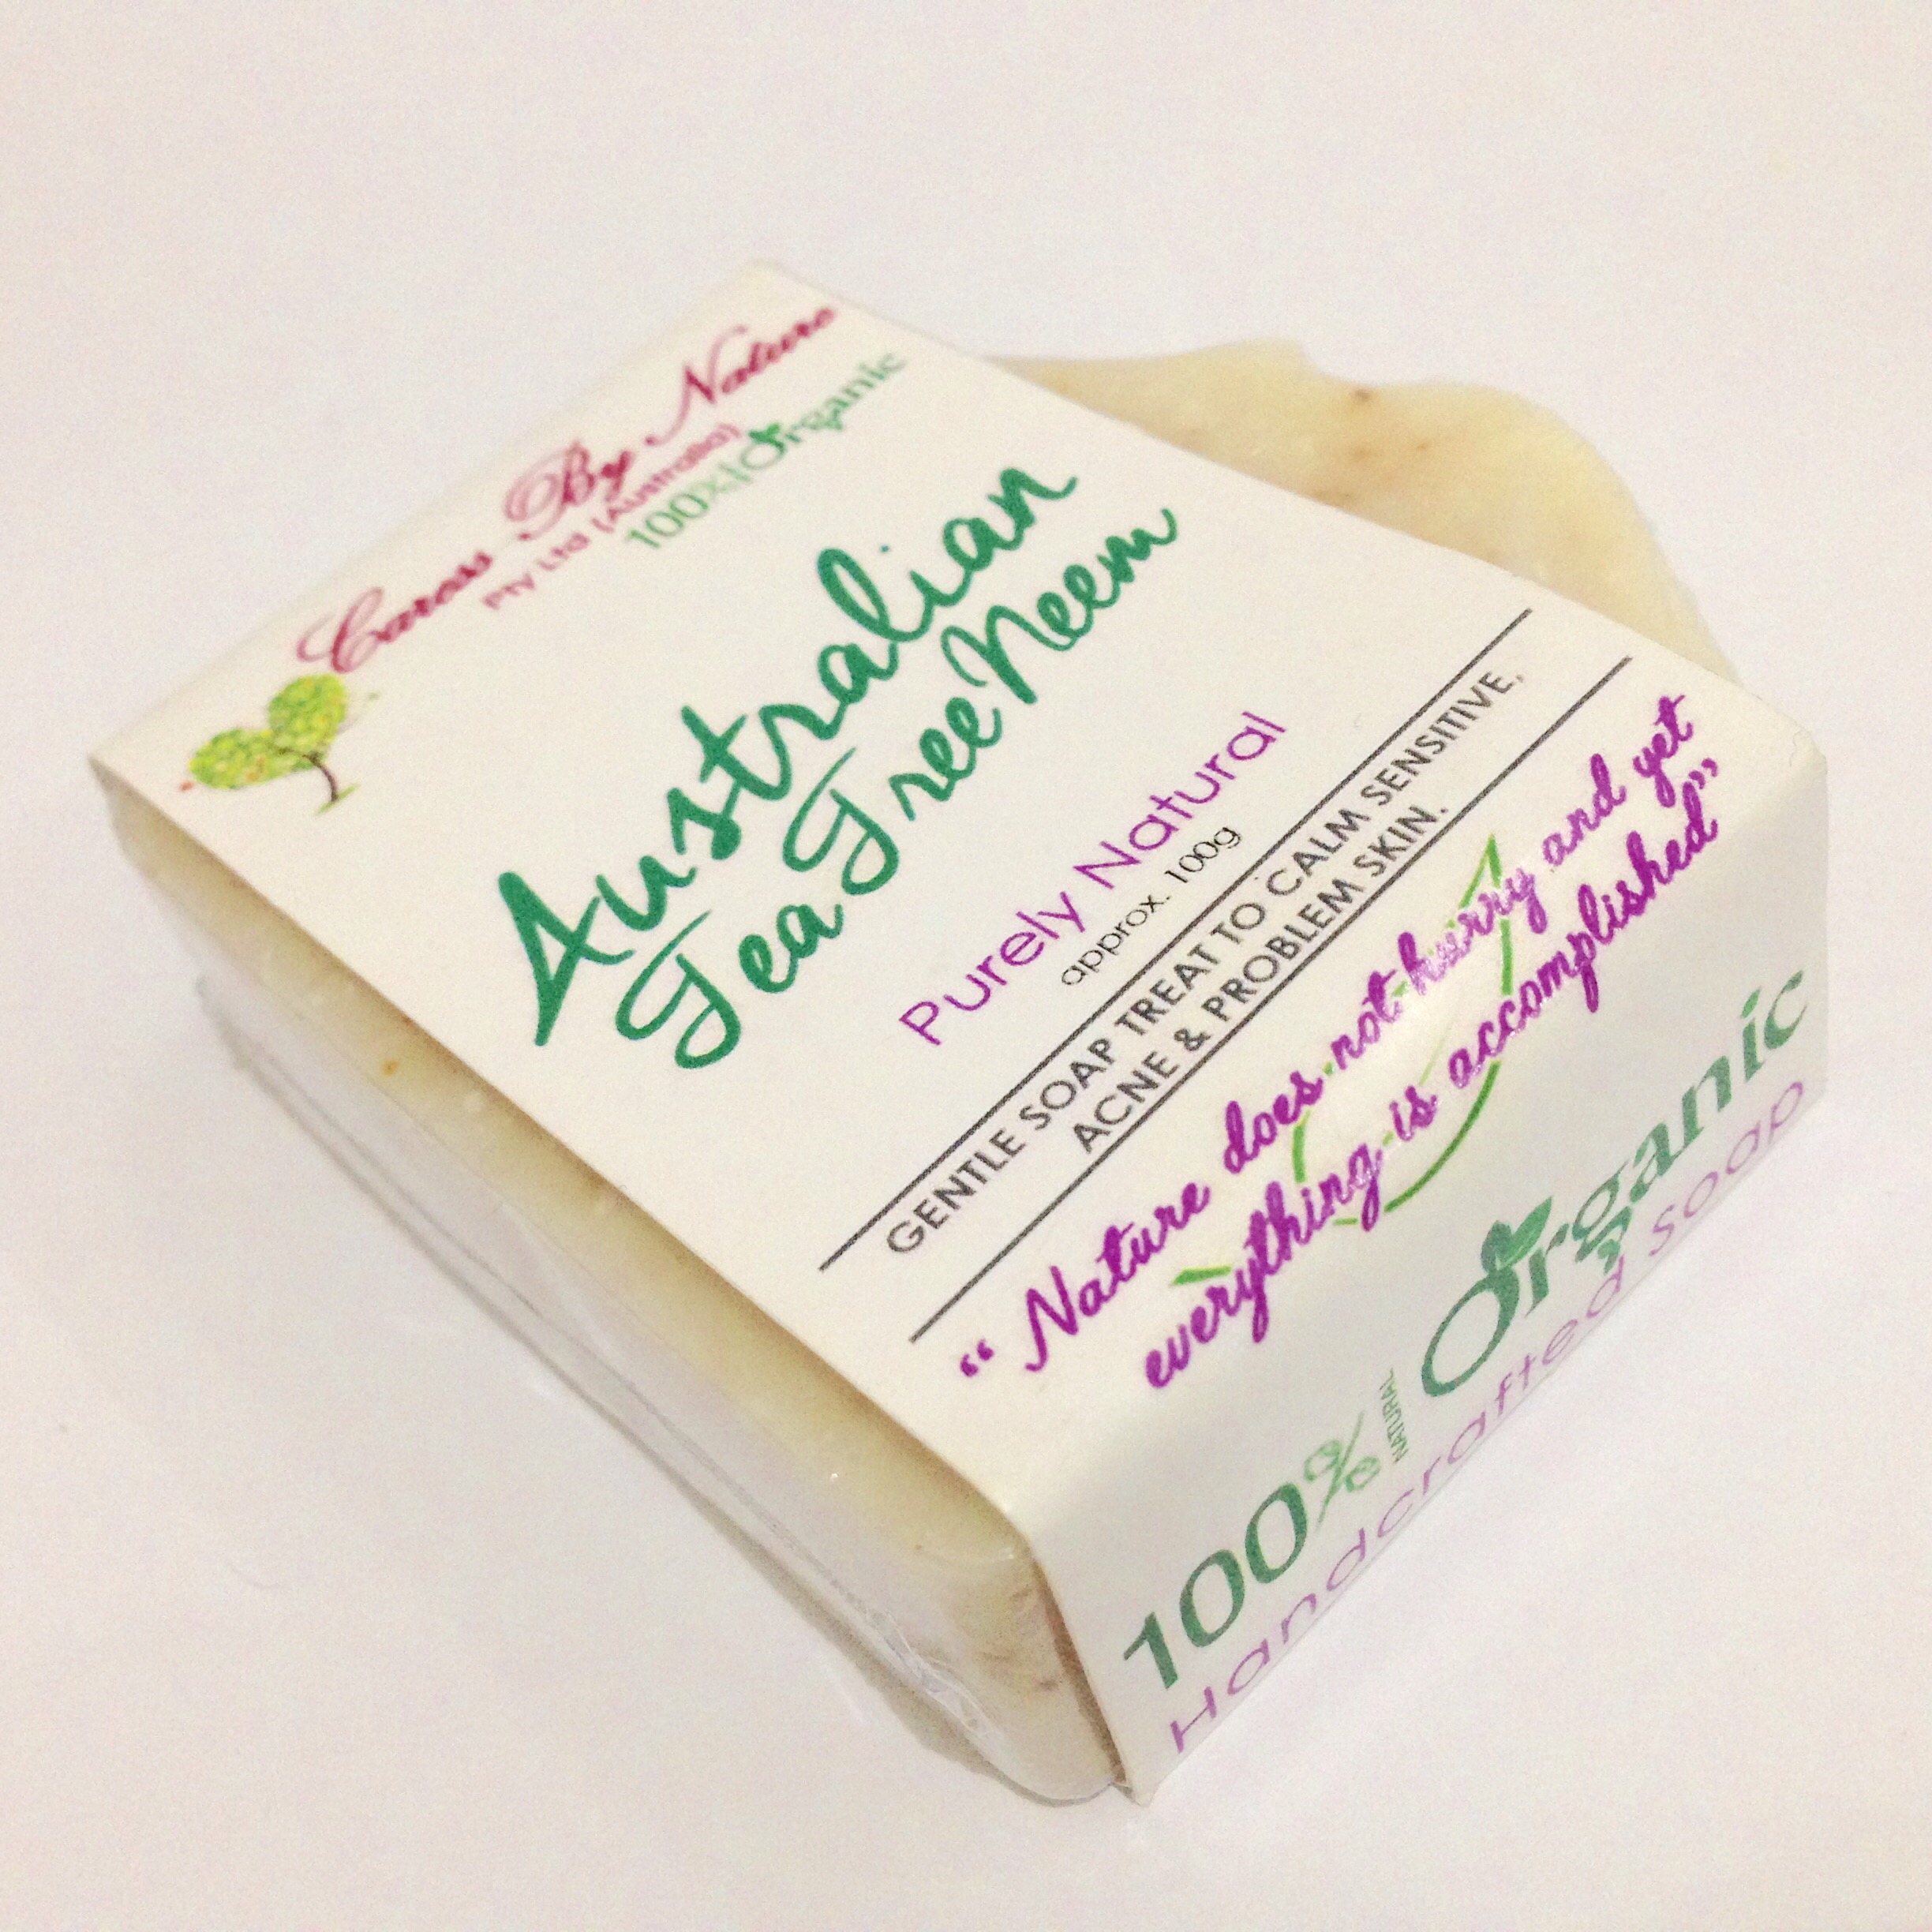 Caress By Nature
Pty Ltd (Australia)
100% Organic
Australian
Tea Tree Neem
Purely Natural
approx. 100g
GENTLE SOAP TREAT TO CALM SENSITIVE,
ACNE & PROBLEM SKIN.
“ Nature does not hurry and yet
everything is accomplished”
100% NATURAL Organic
Handcrafted soap